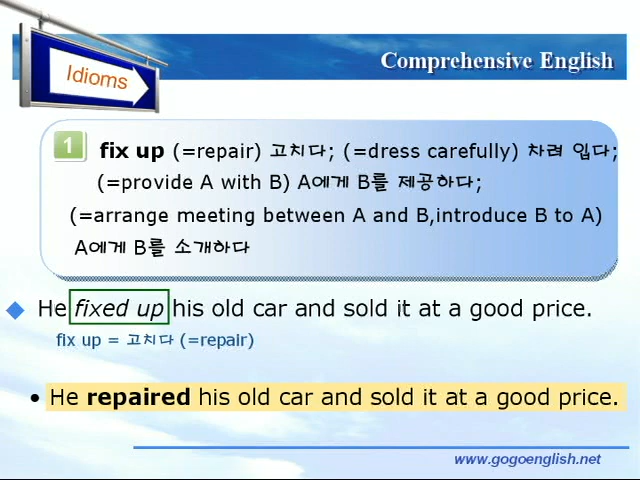 Idioms
Comprehensive English
1
fix up (=repair) 고치다; (=dress carefully) 차려 입다;
(=provide A with B) A에게 B를 제공하다;
(=arrange meeting between A and B,introduce B to A)
A에게 B를 소개하다
He fixed up his old car and sold it at a good price.
fix up = 고치다 (=repair)
• He repaired his old car and sold it at a good price.
www.gogoenglish.net